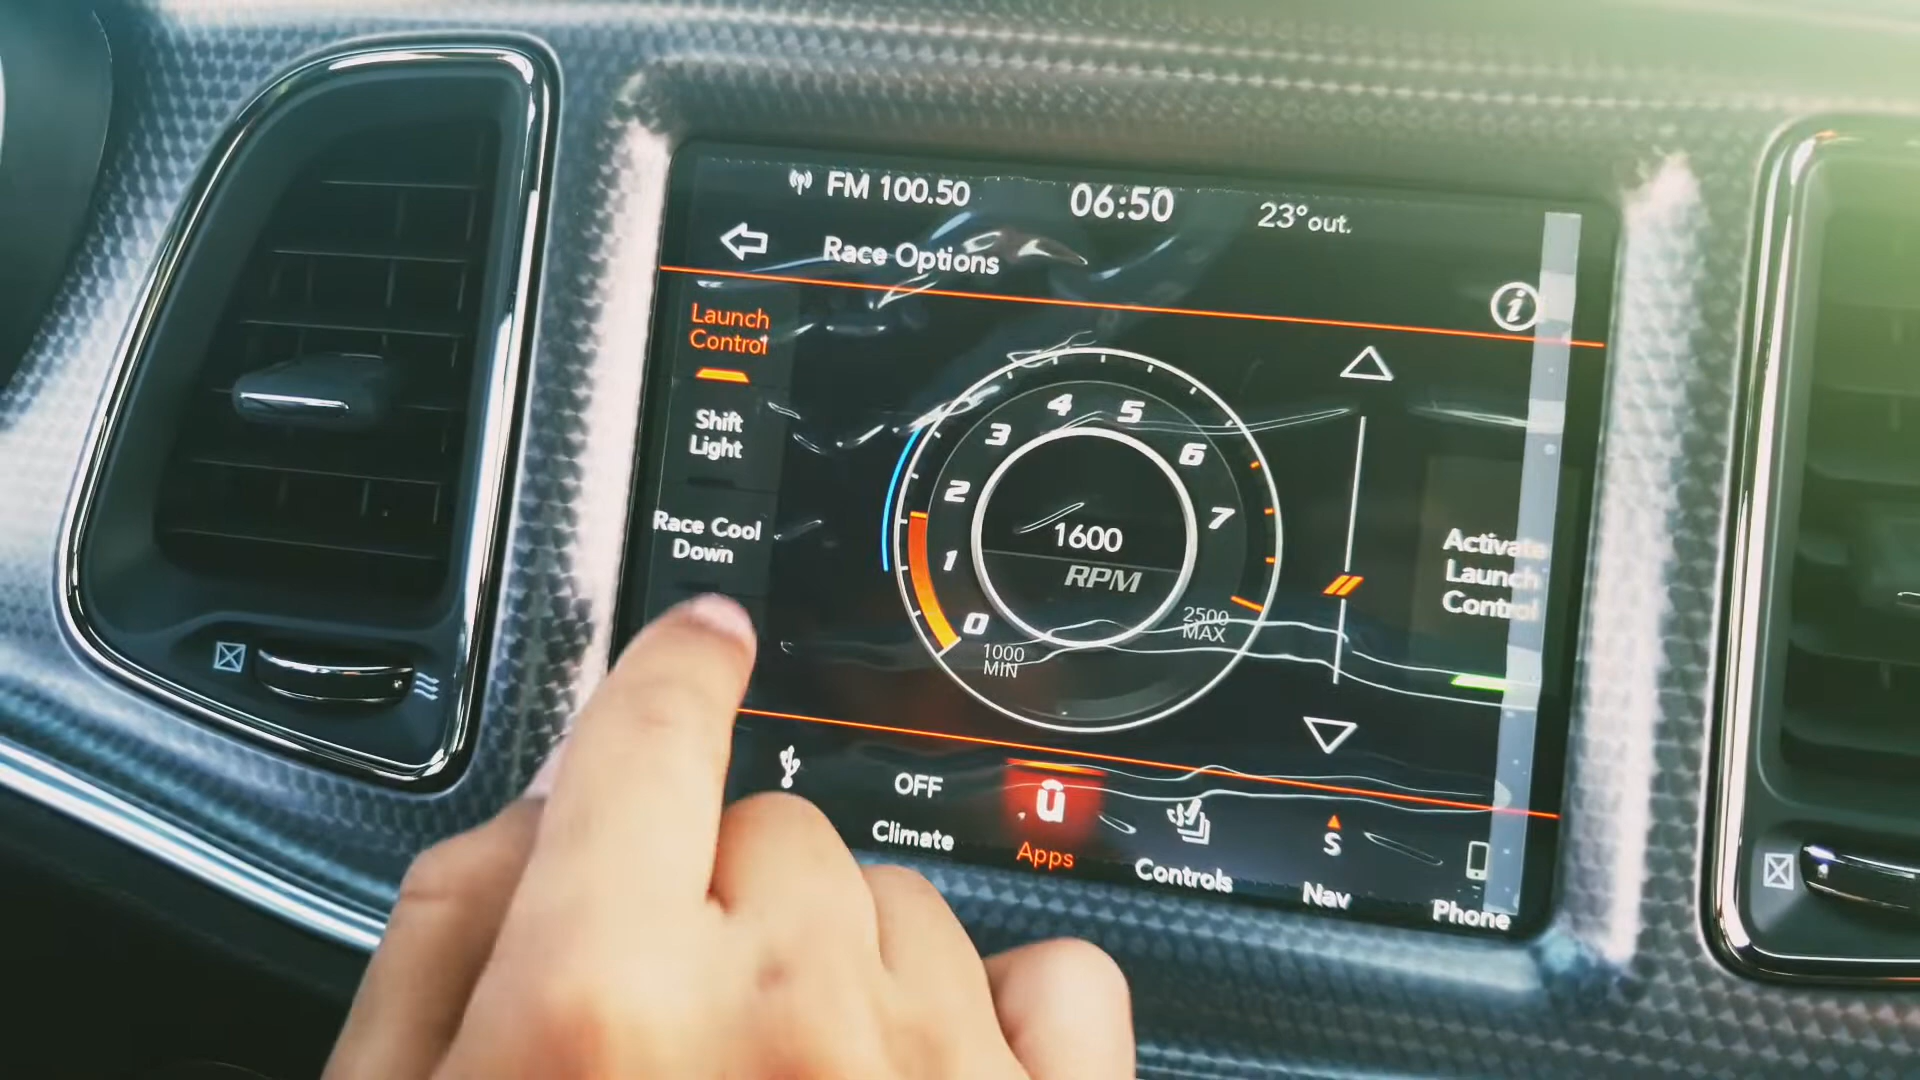 FM 100.50
06:50
23°out.
Race Options
Launch
Control
Shift
Light
Race Cool
Down
0
1
2
3
4
5
6
7
1600
RPM
1000
MIN
2500
MAX
Activate
Launch
Control
OFF
Climate
Apps
Controls
S
Nav
Phone